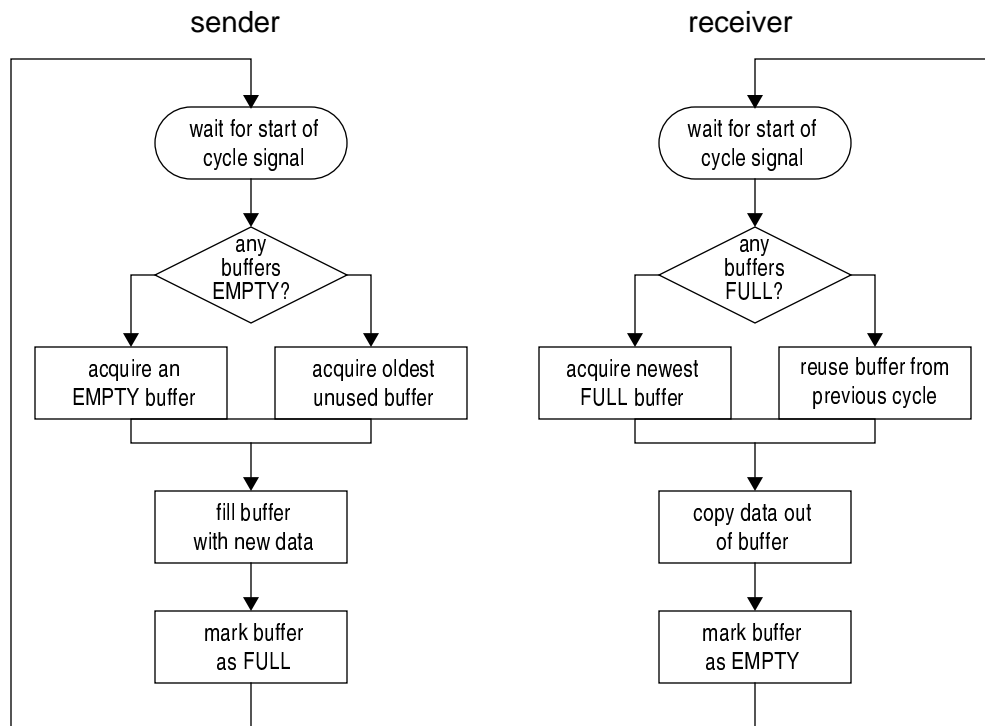 sender
wait for start of
cycle signal
any
buffers
EMPTY?
acquire an
EMPTY buffer
acquire oldest
unused buffer
fill buffer
with new data
mark buffer
as FULL
receiver
wait for start of
cycle signal
any
buffers
FULL?
acquire newest
FULL buffer
reuse buffer from
previous cycle
copy data out
of buffer
mark buffer
as EMPTY